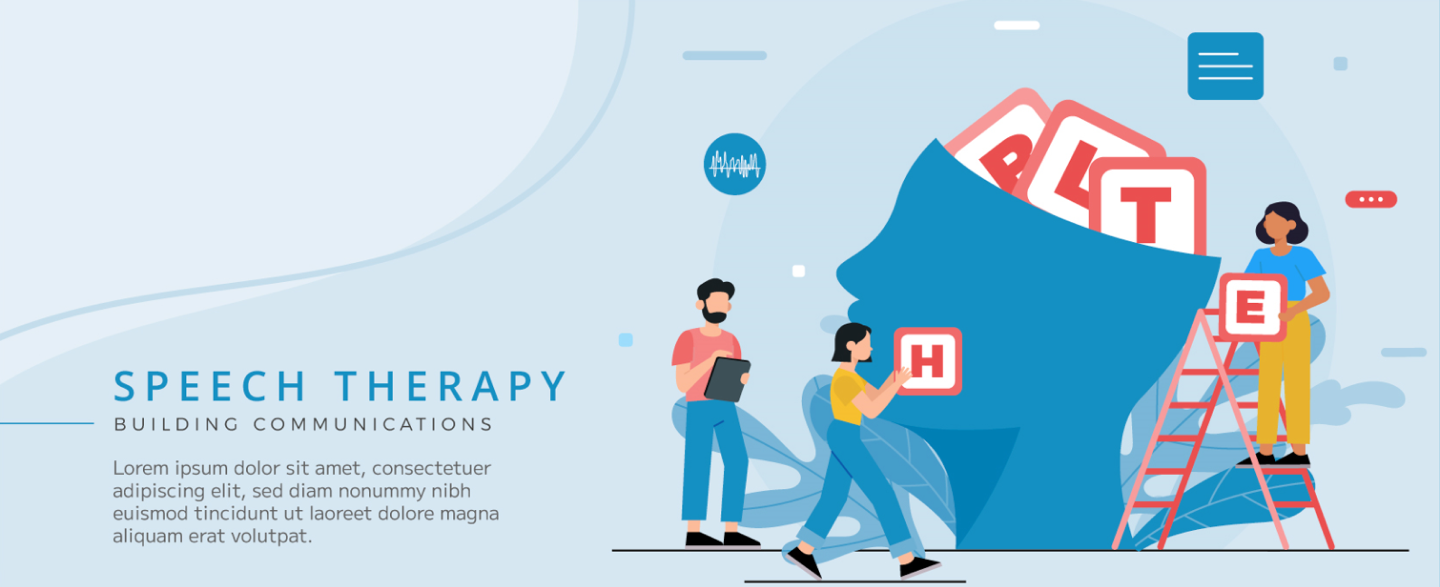 SPEECH THERAPY
BUILDING COMMUNICATIONS
Lorem ipsum dolor sit amet, consectetuer
adipiscing elit, sed diam nonummy nibh
euismod tincidunt ut laoreet dolore magna
aliquam erat volutpat.
P
L
T
E
H